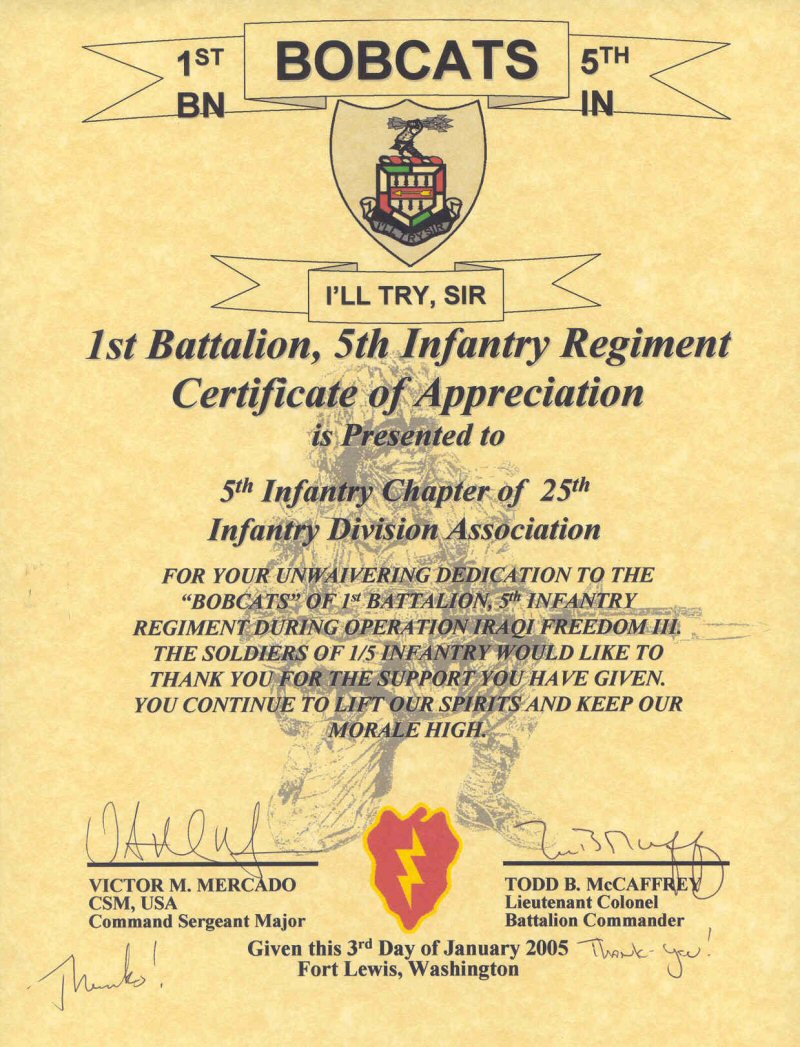 1ST BOBCATS 5TH
BN IN
I'LL TRY SIR
I'LL TRY, SIR
1st Battalion, 5th Infantry Regiment
Certificate of Appreciation
is Presented to
5th Infantry Chapter of 25th
Infantry Division Association
FOR YOUR UNWAIVERING DEDICATION TO THE
“BOBCATS” OF 1st BATTALION, 5th INFANTRY
REGIMENT DURING OPERATION IRAQI FREEDOM III.
THE SOLDIERS OF 1/5 INFANTRY WOULD LIKE TO
THANK YOU FOR THE SUPPORT YOU HAVE GIVEN.
YOU CONTINUE TO LIFT OUR SPIRITS AND KEEP OUR
MORALE HIGH.
VICTOR M. MERCADO
CSM, USA
Command Sergeant Major
TODD B. McCAFFREY
Lieutenant Colonel
Battalion Commander
Given this 3rd Day of January 2005
Fort Lewis, Washington
Thanks!
Thank-you!